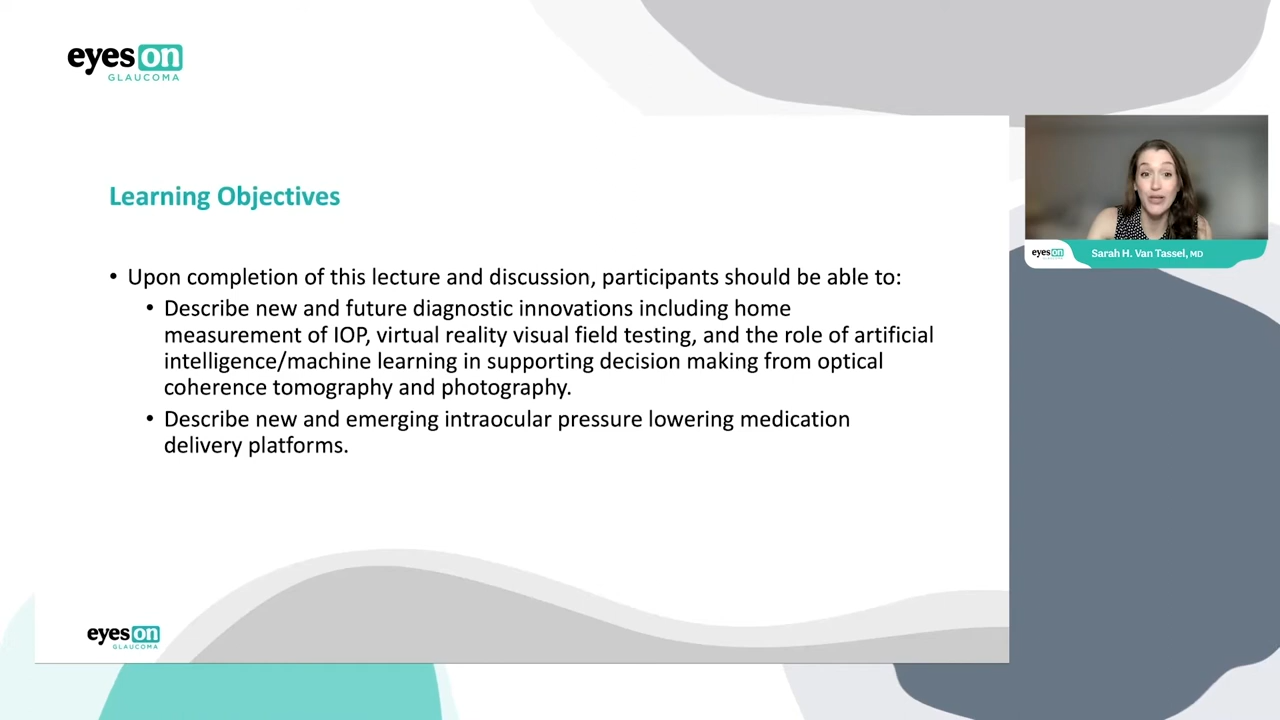 eyes on
GLAUCOMA
Learning Objectives
• Upon completion of this lecture and discussion, participants should be able to:
• Describe new and future diagnostic innovations including home
measurement of IOP, virtual reality visual field testing, and the role of artificial
intelligence/machine learning in supporting decision making from optical
coherence tomography and photography.
• Describe new and emerging intraocular pressure lowering medication
delivery platforms.
eyes on
GLAUCOMA
eyes on
GLAUCOMA
Sarah H. Van Tassel, MD